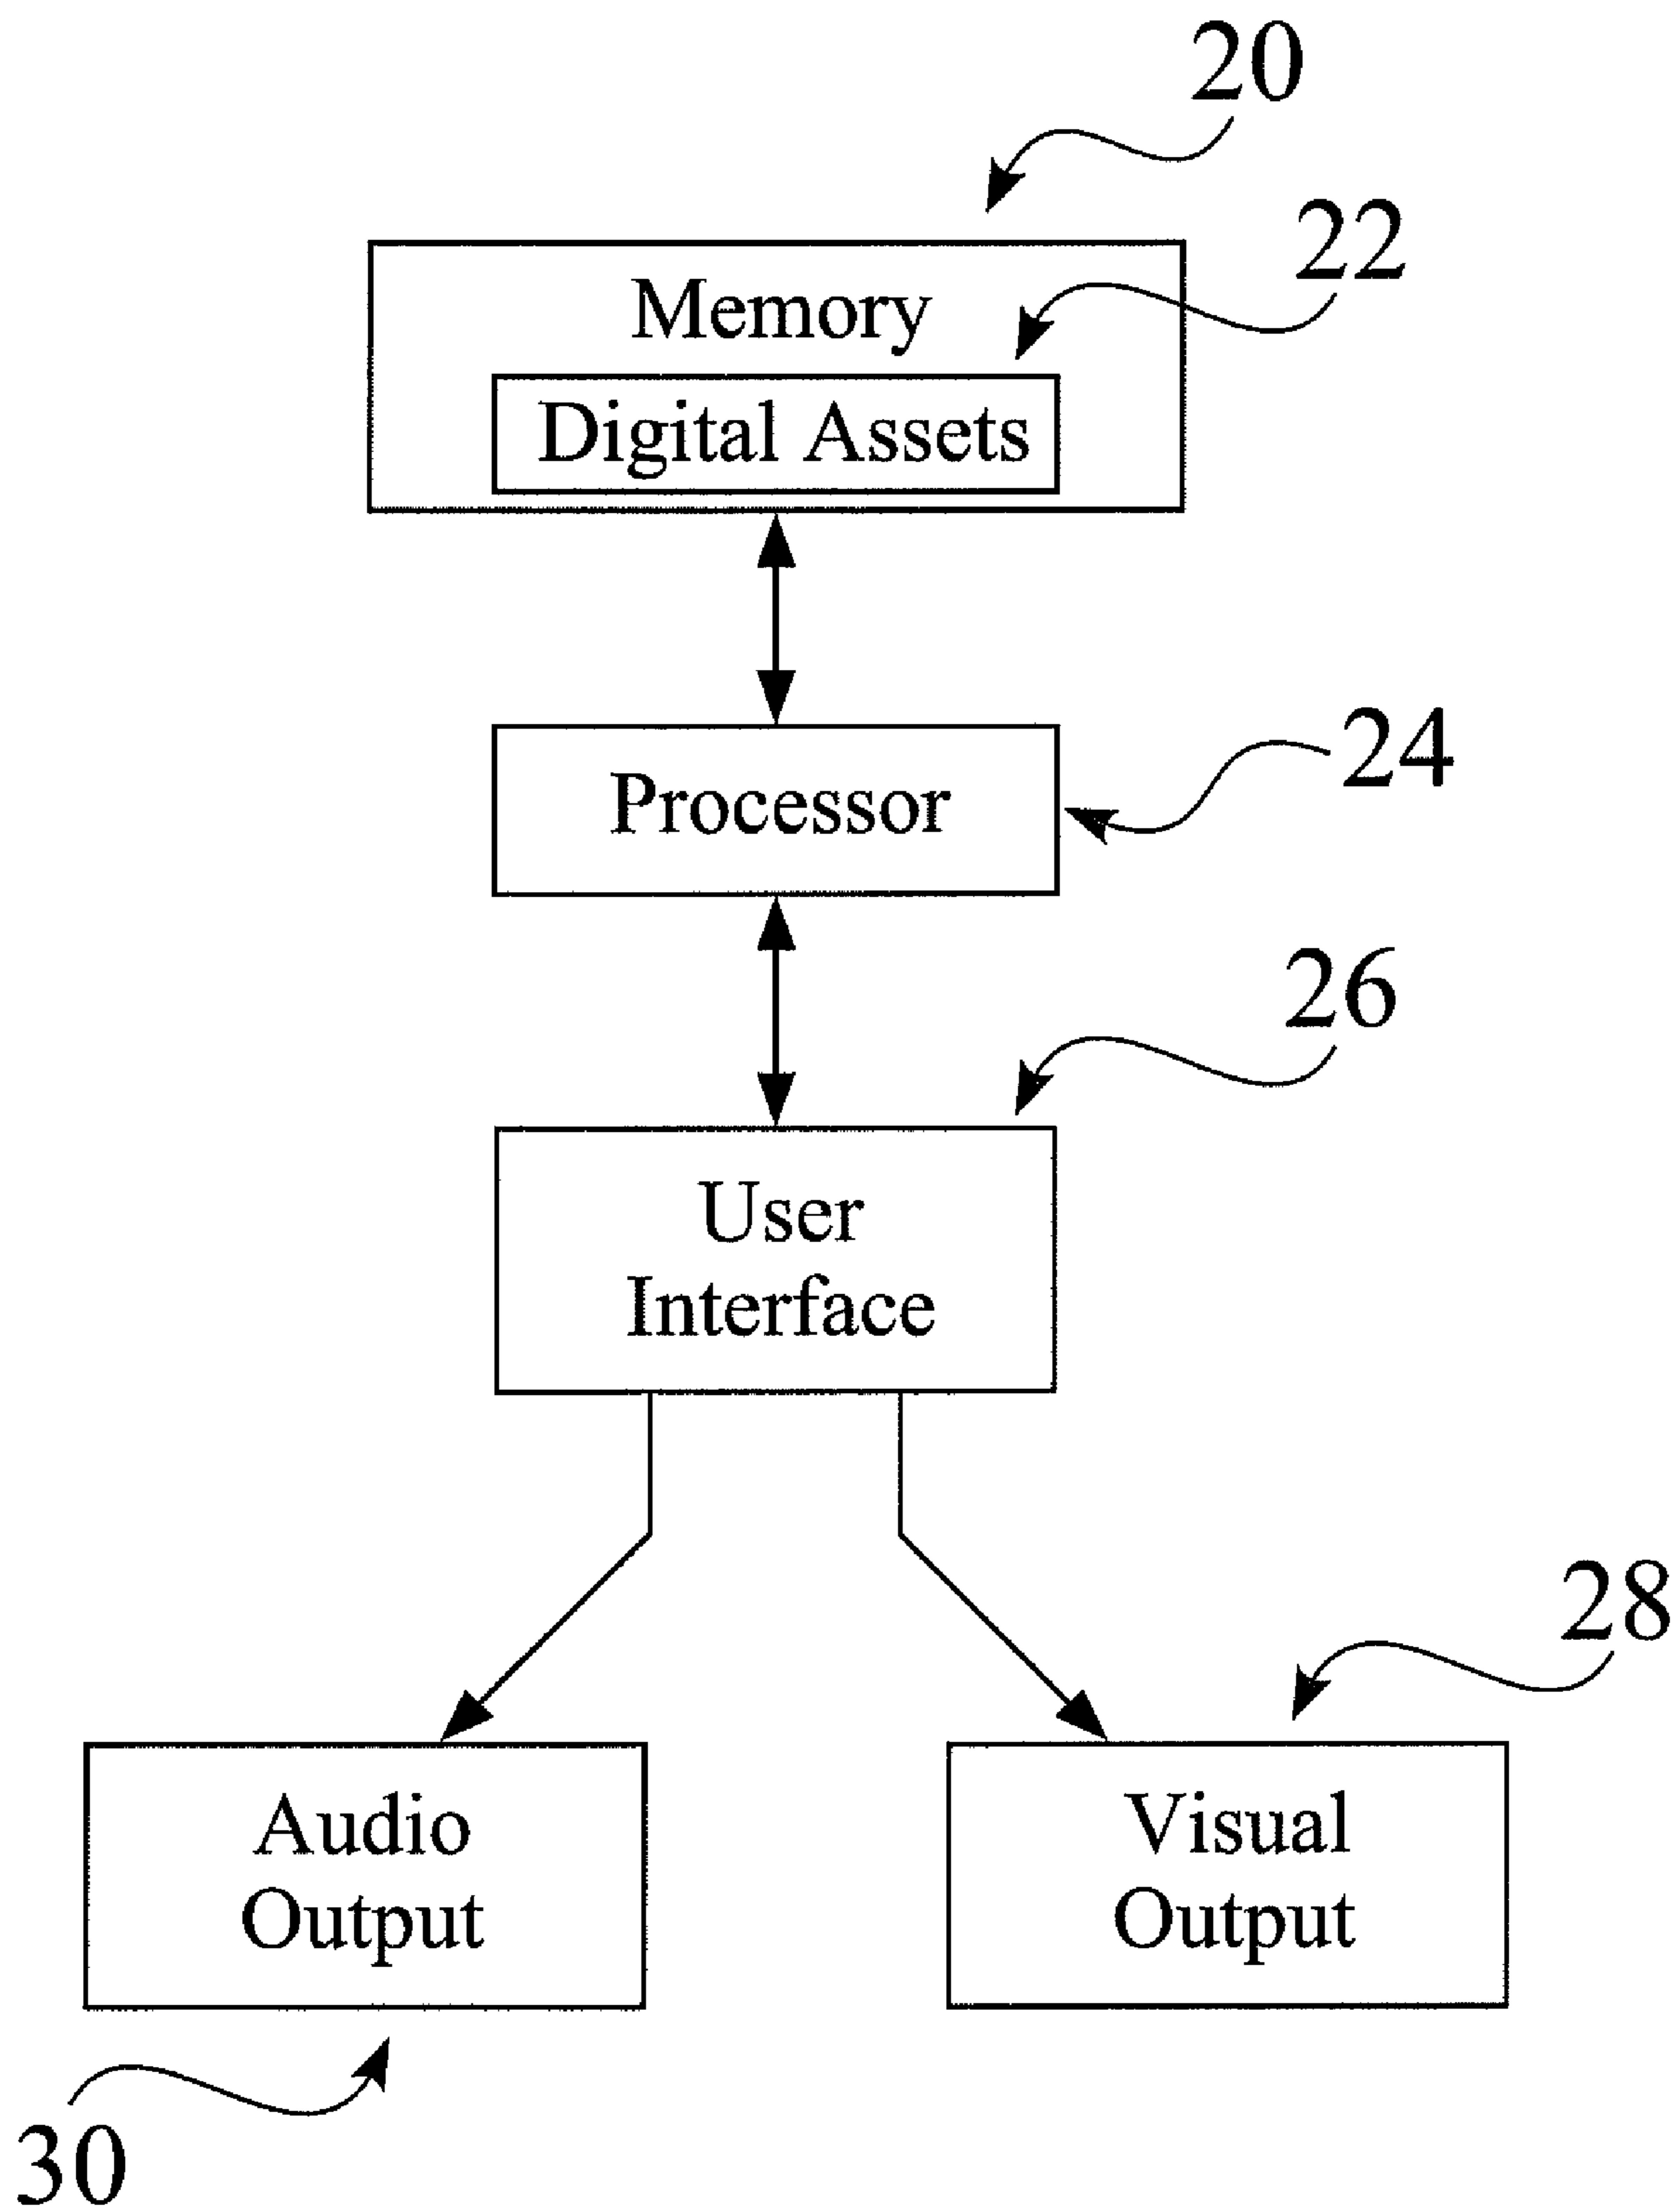 20
22
Memory
Digital Assets
24
Processor
26
User
Interface
28
Audio
Output
Visual
Output
30